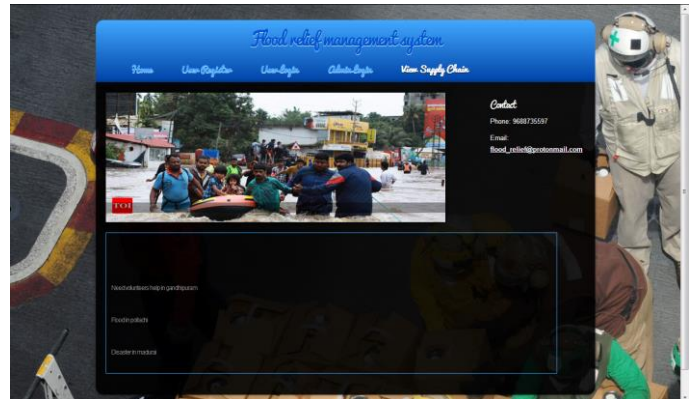 Flood relief management system
Home User Register User Login Admin Login View Supply Chain
TOI
Contact
Phone: 9688735597
Email:
flood_relief@protonmail.com
Need volunteers help in gandhipuram
Flood in pollachi
Disaster in madurai